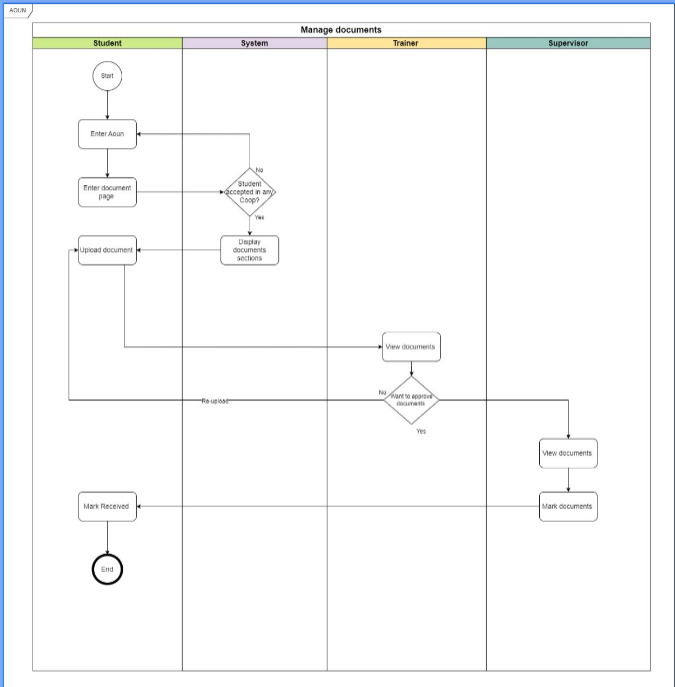 AOUN
Manage documents
Student
System
Trainer
Supervisor
Start
Enter Aoun
No
Enter document
page
Student
accepted in any
Coop?
Yes
Upload document
Display
documents
sections
View documents
No
Want to approve
documents
Re-upload
Yes
View documents
Mark Received
Mark documents
End